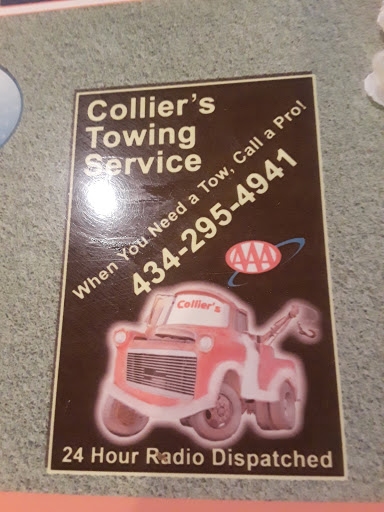 Collier's
Towing
Service
When You Need a Tow, Call a Pro!
434-295-4941
AAA
Collier's
24 Hour Radio Dispatched